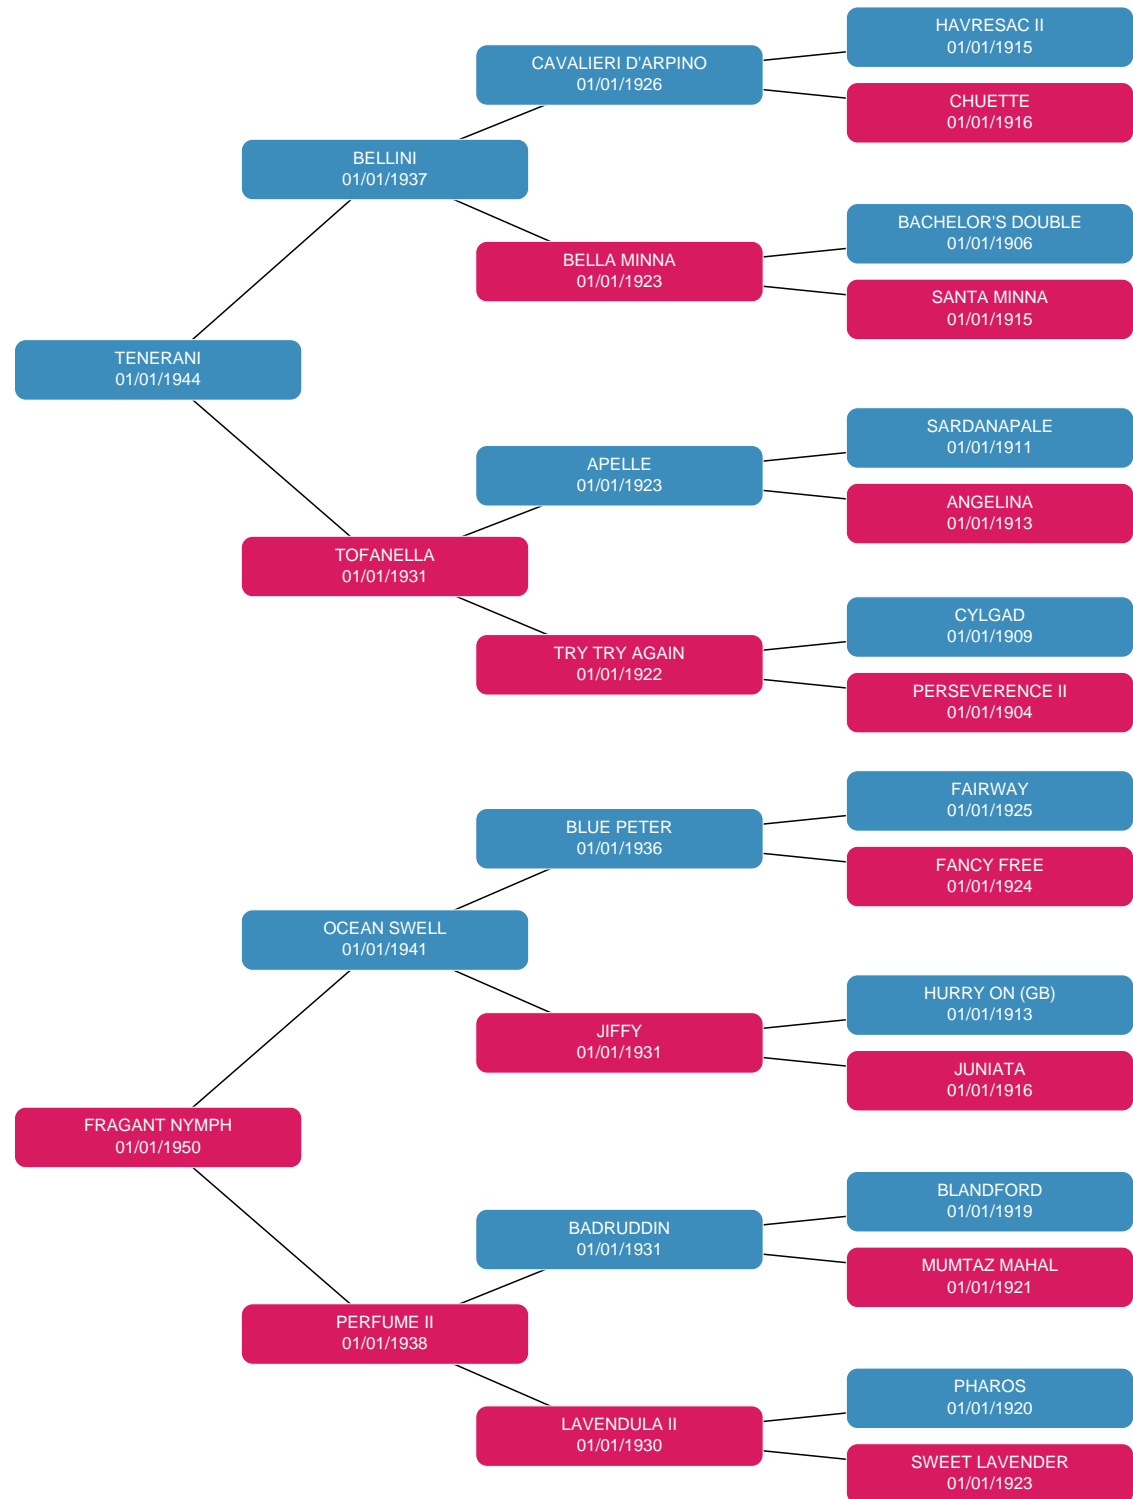 HAVRESAC II
01/01/1915
CAVALIERI D'ARPINO
01/01/1926
CHUETTE
01/01/1916
BELLINI
01/01/1937
BACHELOR'S DOUBLE
01/01/1906
BELLA MINNA
01/01/1923
SANTA MINNA
01/01/1915
TENERANI
01/01/1944
SARDANAPALE
01/01/1911
APELLE
01/01/1923
ANGELINA
01/01/1913
TOFANELLA
01/01/1931
CYLGAD
01/01/1909
TRY TRY AGAIN
01/01/1922
PERSEVERENCE II
01/01/1904
FAIRWAY
01/01/1925
BLUE PETER
01/01/1936
FANCY FREE
01/01/1924
OCEAN SWELL
01/01/1941
HURRY ON (GB)
01/01/1913
JIFFY
01/01/1931
JUNIATA
01/01/1916
FRAGANT NYMPH
01/01/1950
BLANDFORD
01/01/1919
BADRUDDIN
01/01/1931
MUMTAZ MAHAL
01/01/1921
PERFUME II
01/01/1938
PHAROS
01/01/1920
LAVENDULA II
01/01/1930
SWEET LAVENDER
01/01/1923